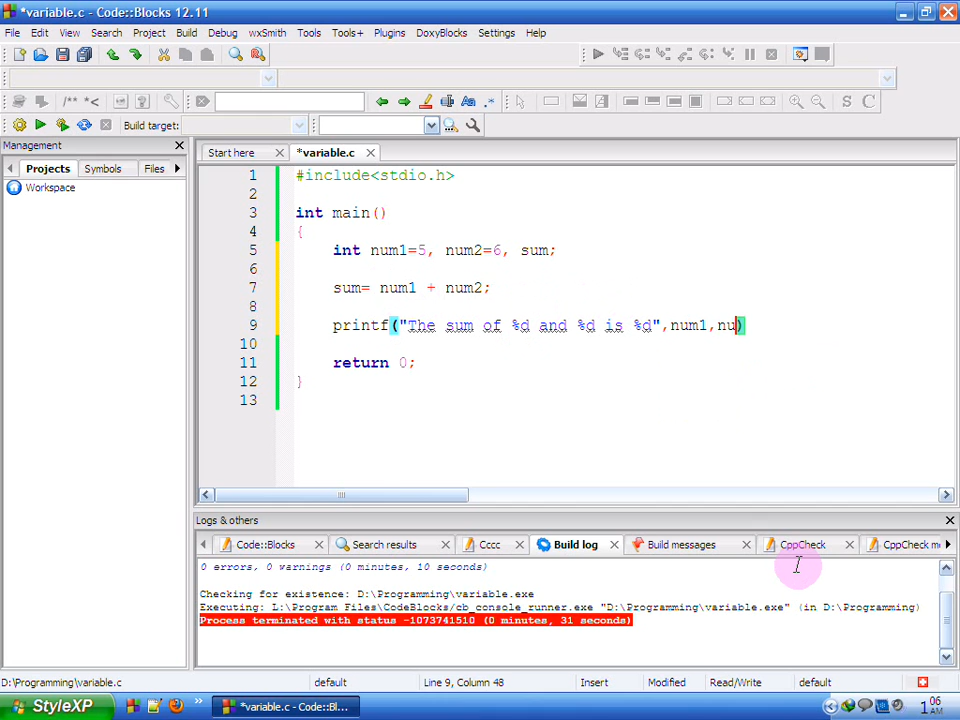 *variable.c - Code::Blocks 12.11
File Edit View Search Project Build Debug wxSmith Tools Tools+ Plugins DoxyBlocks Settings Help
/** *<
Aa .* S C
Build target:
Management
Start here *variable.c
Projects Symbols Files
Workspace
1 #include<stdio.h>
2
3 int main()
4 {
5 int num1=5, num2=6, sum;
6
7 sum= num1 + num2;
8
9 printf("The sum of %d and %d is %d",num1,nu)
10
11 return 0;
12 }
13
Logs & others
Code::Blocks Search results Cccc Build log Build messages CppCheck CppCheck me
0 errors, 0 warnings (0 minutes, 10 seconds)
Checking for existence: D:\Programming\variable.exe
Executing: L:\Program Files\CodeBlocks/cb_console_runner.exe "D:\Programming\variable.exe" (in D:\Programming)
Process terminated with status -1073741510 (0 minutes, 31 seconds)
D:\Programming\variable.c default Line 9, Column 48 Insert Modified Read/Write default
StyleXP *variable.c - Code::Bl... 1 06 AM